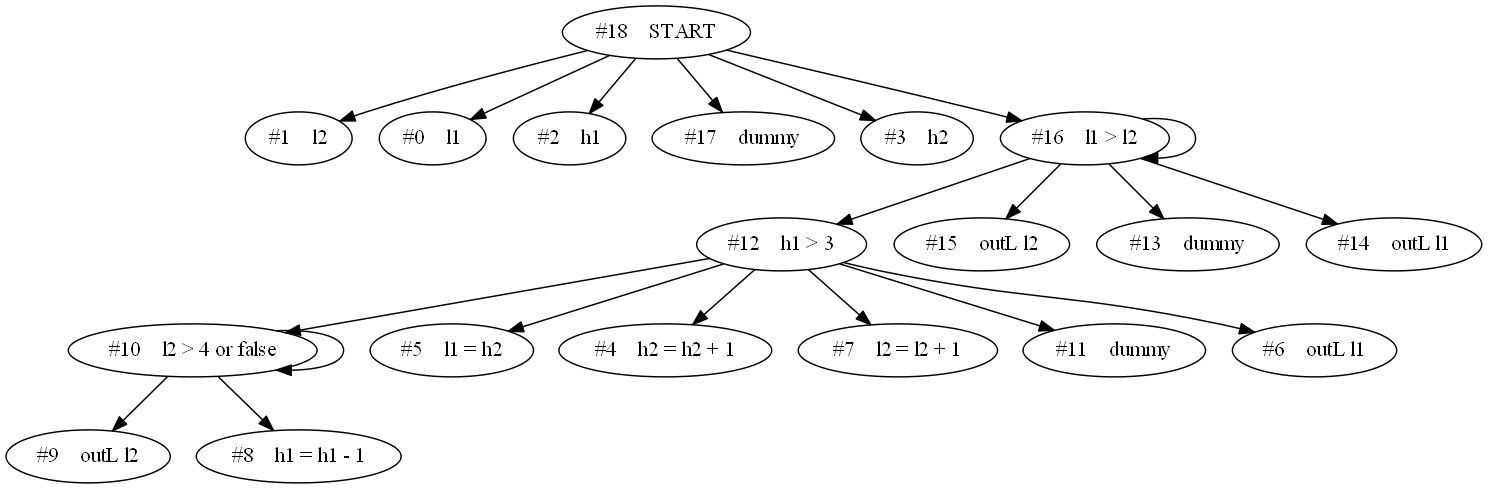 #18 START
#1 l2
#0 l1
#2 h1
#17 dummy
#3 h2
#16 l1 > l2
#12 h1 > 3
#15 outL l2
#13 dummy
#14 outL l1
#10 l2 > 4 or false
#5 l1 = h2
#4 h2 = h2 + 1
#7 l2 = l2 + 1
#11 dummy
#6 outL l1
#9 outL l2
#8 h1 = h1 - 1